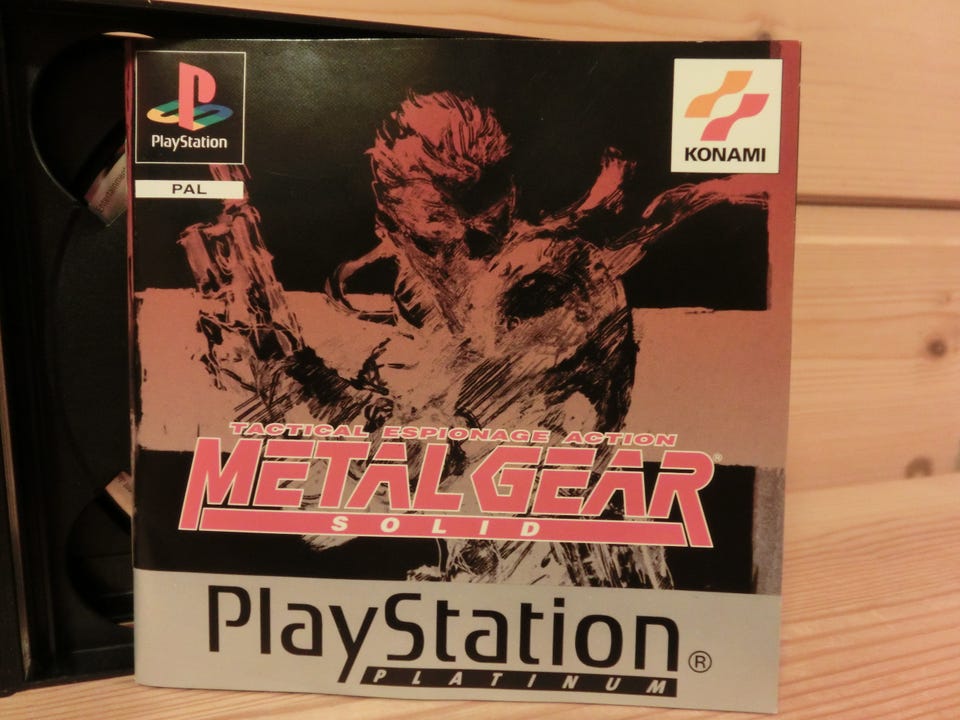 PlayStation
KONAMI
PAL
TACTICAL ESPIONAGE ACTION
METAL GEAR®
SOLID
PlayStation®
PLATINUM